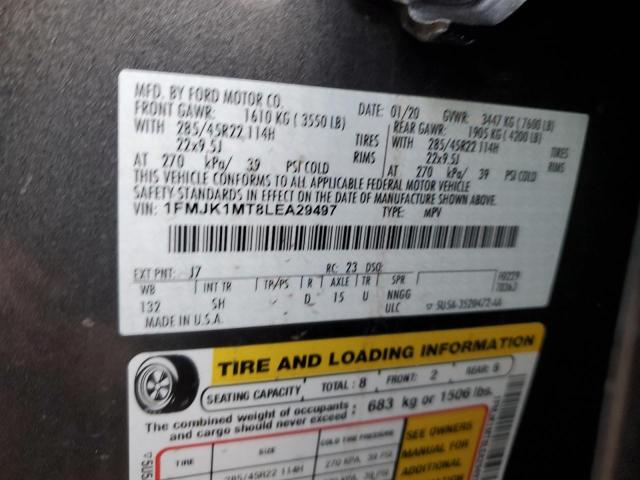 MFD. BY FORD MOTOR CO.
DATE: 01/20 GVWR: 3447 KG (7600 LB)
FRONT GAWR: 1610 KG (3550 LB) REAR GAWR: 1905 KG (4200 LB)
WITH 285/45R22 114H TIRES WITH 285/45R22 114H TIRES
22x9.5J RIMS 22x9.5J RIMS
AT 270 kPa/ 39 PSI COLD AT 270 kPa/ 39 PSI COLD
THIS VEHICLE CONFORMS TO ALL APPLICABLE FEDERAL MOTOR VEHICLE
SAFETY STANDARDS IN EFFECT ON THE DATE OF MANUFACTURE SHOWN ABOVE.
VIN: 1FMJK1MT8LEA29497 TYPE: MPV
EXT PNT: J7 RC: 23 DSO:
WB INT TR TP/PS R AXLE TR SPR
132 SH D 15 U NNGG
ULC
MADE IN U.S.A.
TIRE AND LOADING INFORMATION
SEATING CAPACITY TOTAL: 8 FRONT: 2 REAR: 6
The combined weight of occupants and cargo should never exceed: 683 kg or 1506 lbs.
TIRE SIZE COLD TIRE PRESSURE
285/45R22 114H 270 KPA, 39 PSI
SEE OWNERS
MANUAL FOR
ADDITIONAL